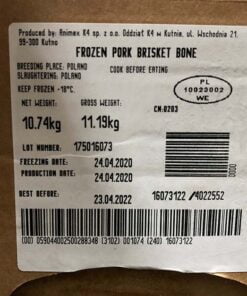 Produced by: Animex K4 sp. z o.o. Oddział K4 w Kutnie, ul. Wschodnia 21,
99-300 Kutno
FROZEN PORK BRISKET BONE
BREEDING PLACE: POLAND
SLAUGHTERING: POLAND
COOK BEFORE EATING
KEEP FROZEN -18°C.
PL
10023002
WE
NET WEIGHT:
GROSS WEIGHT:
CN:0203
10.74kg
11.19kg
LOT NUMBER:
175016073
FREEZING DATE:
24.04.2020
PRODUCTION DATE:
24.04.2020
BEST BEFORE:
23.04.2022
16073122 /4022552
(00)059044002500288348 (3102) 001074 (240) 16073122